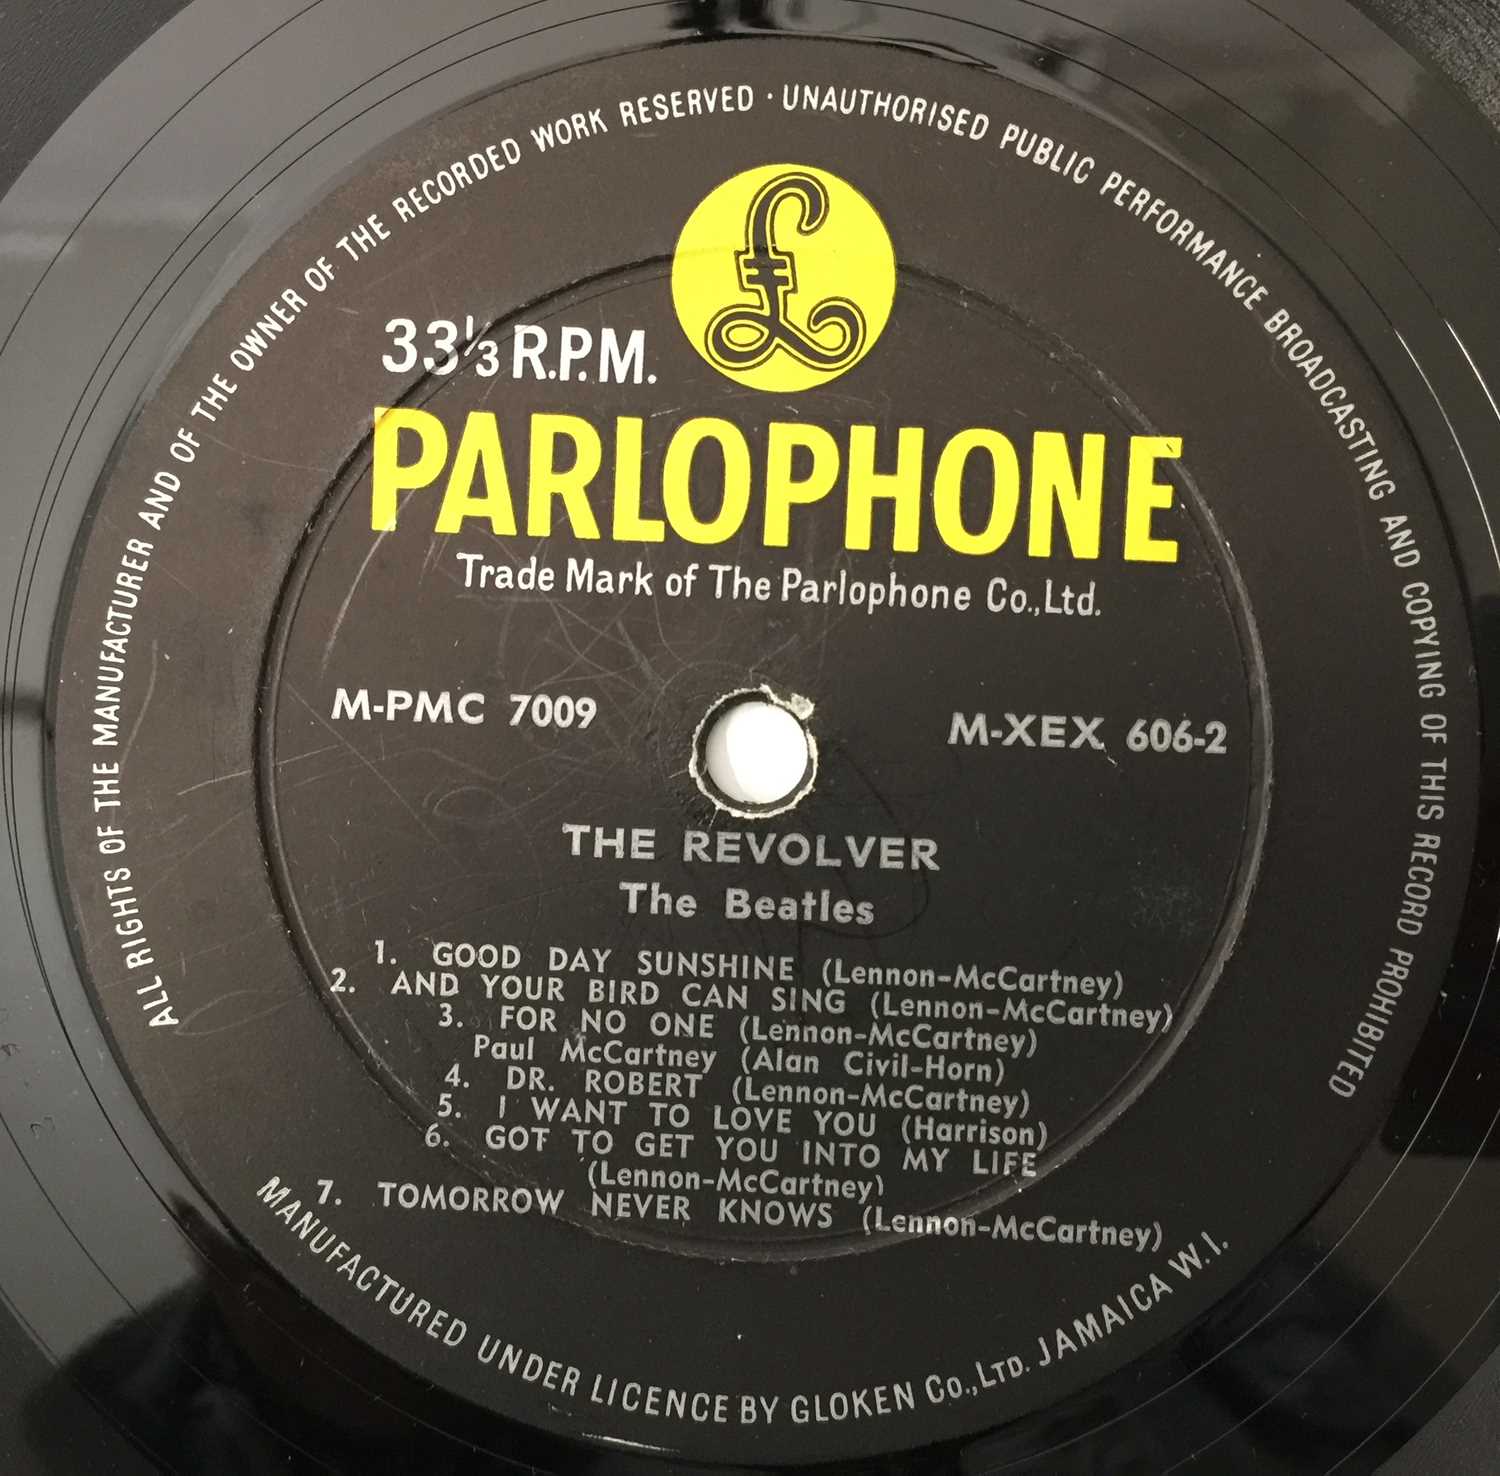 ALL RIGHTS OF THE MANUFACTURER AND OF THE OWNER OF THE RECORDED WORK RESERVED · UNAUTHORISED PUBLIC PERFORMANCE BROADCASTING AND COPYING OF THIS RECORD PROHIBITED
£
33⅓ R.P.M.
PARLOPHONE
Trade Mark of The Parlophone Co., Ltd.
M-PMC 7009
M-XEX 606-2
THE REVOLVER
The Beatles
1. GOOD DAY SUNSHINE (Lennon-McCartney)
2. AND YOUR BIRD CAN SING (Lennon-McCartney)
3. FOR NO ONE (Lennon-McCartney)
Paul McCartney (Alan Civil-Horn)
4. DR. ROBERT (Lennon-McCartney)
5. I WANT TO LOVE YOU (Harrison)
6. GOT TO GET YOU INTO MY LIFE
(Lennon-McCartney)
7. TOMORROW NEVER KNOWS (Lennon-McCartney)
MANUFACTURED UNDER LICENCE BY GLOKEN Co., LTD. JAMAICA W.I.